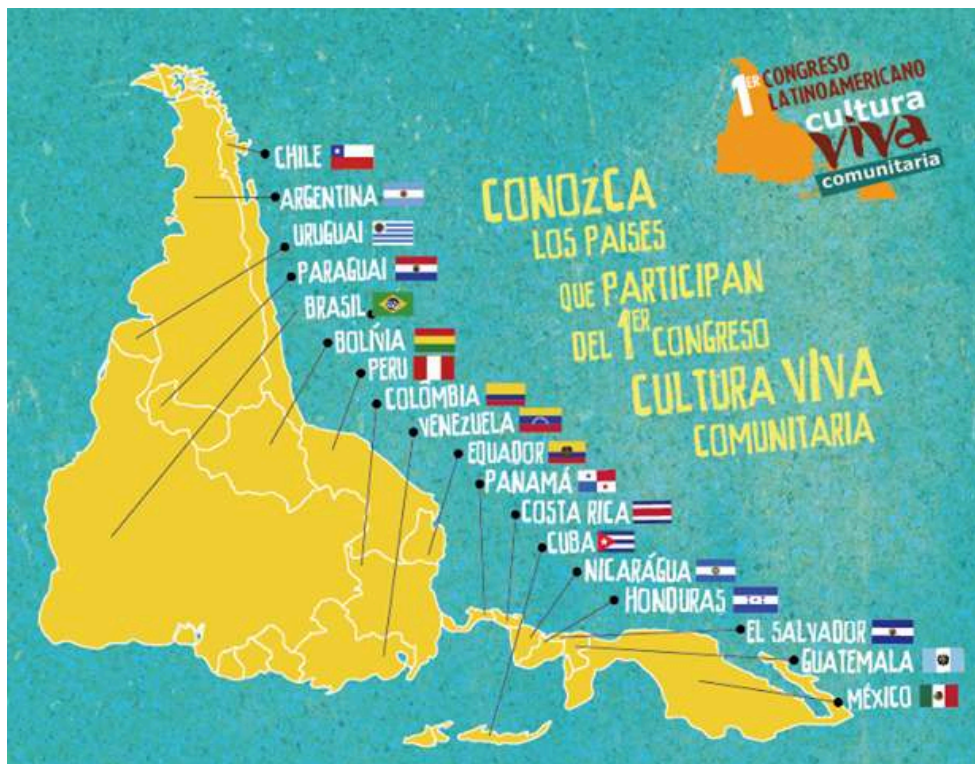 1ER CONGRESO
LATINOAMERICANO
cultura
viva
comunitaria
CONOZCA
LOS PAISES
QUE PARTICIPAN
DEL 1ER CONGRESO
CULTURA VIVA
COMUNITARIA
CHILE
ARGENTINA
URUGUAI
PARAGUAI
BRASIL
BOLÍVIA
PERU
COLÔMBIA
VENEZUELA
EQUADOR
PANAMÁ
COSTA RICA
CUBA
NICARÁGUA
HONDURAS
EL SALVADOR
GUATEMALA
MÉXICO